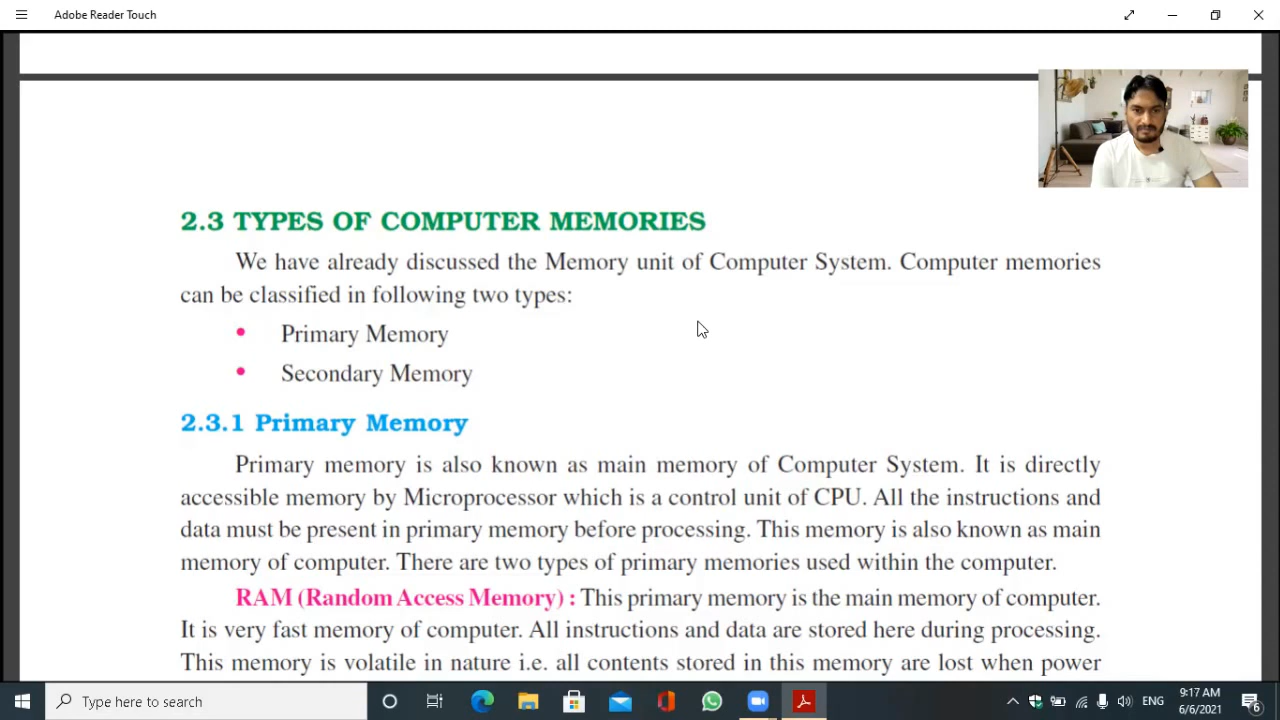 Adobe Reader Touch
2.3 TYPES OF COMPUTER MEMORIES
We have already discussed the Memory unit of Computer System. Computer memories
can be classified in following two types:
• Primary Memory
• Secondary Memory
2.3.1 Primary Memory
Primary memory is also known as main memory of Computer System. It is directly
accessible memory by Microprocessor which is a control unit of CPU. All the instructions and
data must be present in primary memory before processing. This memory is also known as main
memory of computer. There are two types of primary memories used within the computer.
RAM (Random Access Memory) : This primary memory is the main memory of computer.
It is very fast memory of computer. All instructions and data are stored here during processing.
This memory is volatile in nature i.e. all contents stored in this memory are lost when power
Type here to search
ENG
9:17 AM
6/6/2021
6